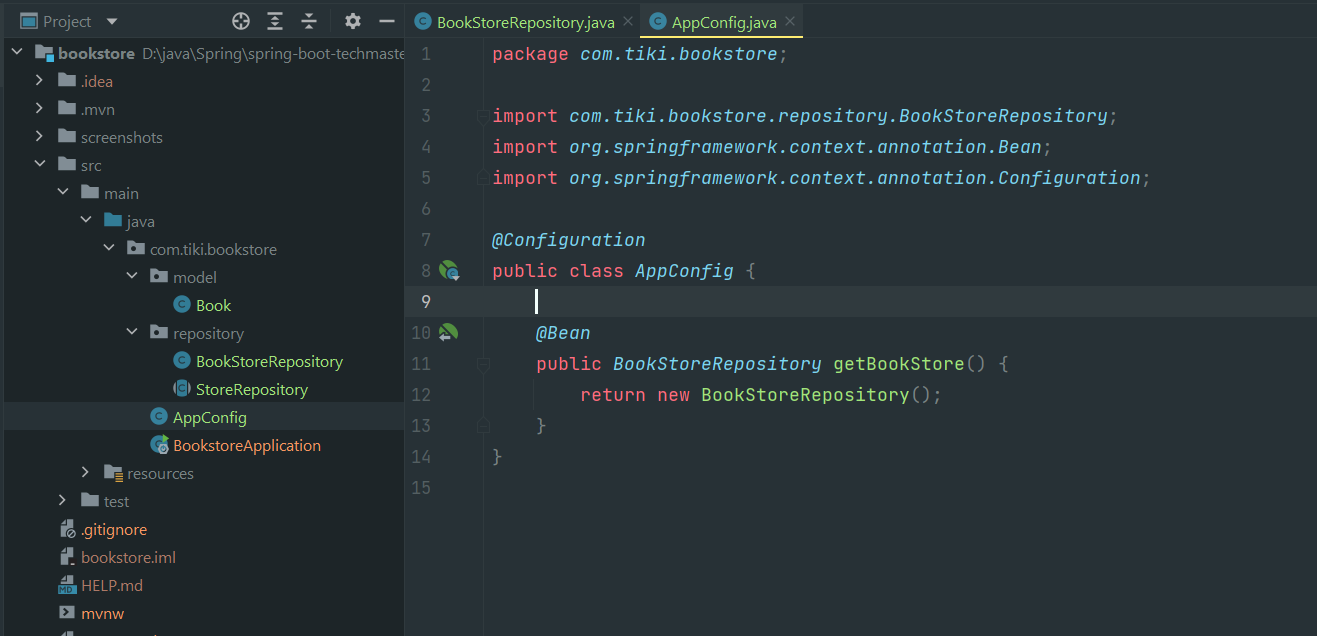 Project
bookstore D:\java\Spring\spring-boot-techmaste
.idea
.mvn
screenshots
src
main
java
com.tiki.bookstore
model
Book
repository
BookStoreRepository
StoreRepository
AppConfig
BookstoreApplication
resources
test
.gitignore
bookstore.iml
HELP.md
mvnw
BookStoreRepository.java
AppConfig.java
1 package com.tiki.bookstore;
2
3 import com.tiki.bookstore.repository.BookStoreRepository;
4 import org.springframework.context.annotation.Bean;
5 import org.springframework.context.annotation.Configuration;
6
7 @Configuration
8 public class AppConfig {
9
10 @Bean
11 public BookStoreRepository getBookStore() {
12 return new BookStoreRepository();
13 }
14 }
15